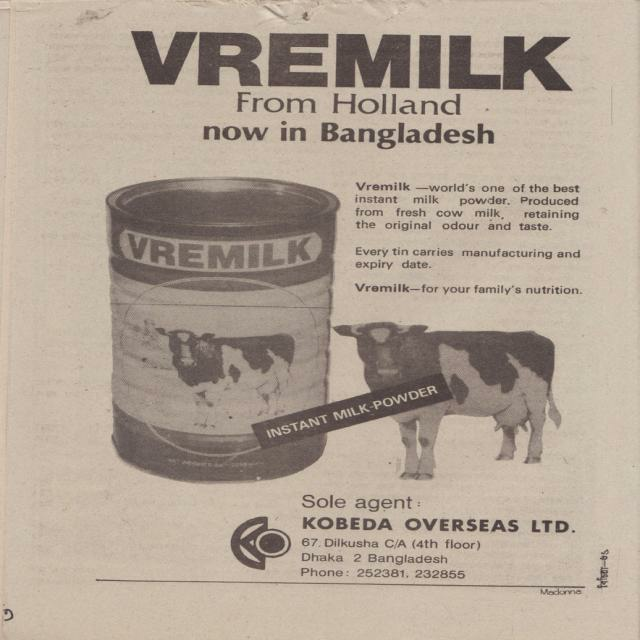 VREMILK
From Holland
now in Bangladesh
Vremilk —world's one of the best
instant milk powder. Produced
from fresh cow milk, retaining
the original odour and taste.
Every tin carries manufacturing and
expiry date.
Vremilk—for your family's nutrition.
VREMILK
INSTANT MILK-POWDER
Sole agent:
KOBEDA OVERSEAS LTD.
67. Dilkusha C/A (4th floor)
Dhaka 2 Bangladesh
Phone: 252381, 232855
Madonna